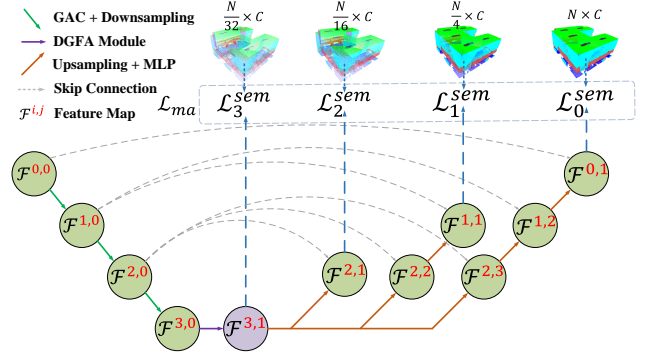 GAC + Downsampling
DGFA Module
Upsampling + MLP
Skip Connection
ℱ^{i,j} Feature Map
N/32 × C
N/16 × C
N/4 × C
N × C
ℒ_{ma} ℒ_3^{sem} ℒ_2^{sem} ℒ_1^{sem} ℒ_0^{sem}
ℱ^{0,0} ℱ^{0,1}
ℱ^{1,0} ℱ^{1,1} ℱ^{1,2}
ℱ^{2,0} ℱ^{2,1} ℱ^{2,2} ℱ^{2,3}
ℱ^{3,0} ℱ^{3,1}